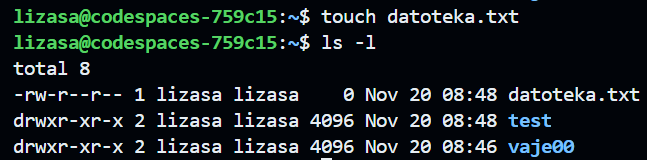 lizasa@codespaces-759c15:~$ touch datoteka.txt
lizasa@codespaces-759c15:~$ ls -l
total 8
-rw-r--r-- 1 lizasa lizasa    0 Nov 20 08:48 datoteka.txt
drwxr-xr-x 2 lizasa lizasa 4096 Nov 20 08:48 test
drwxr-xr-x 2 lizasa lizasa 4096 Nov 20 08:46 vaje00